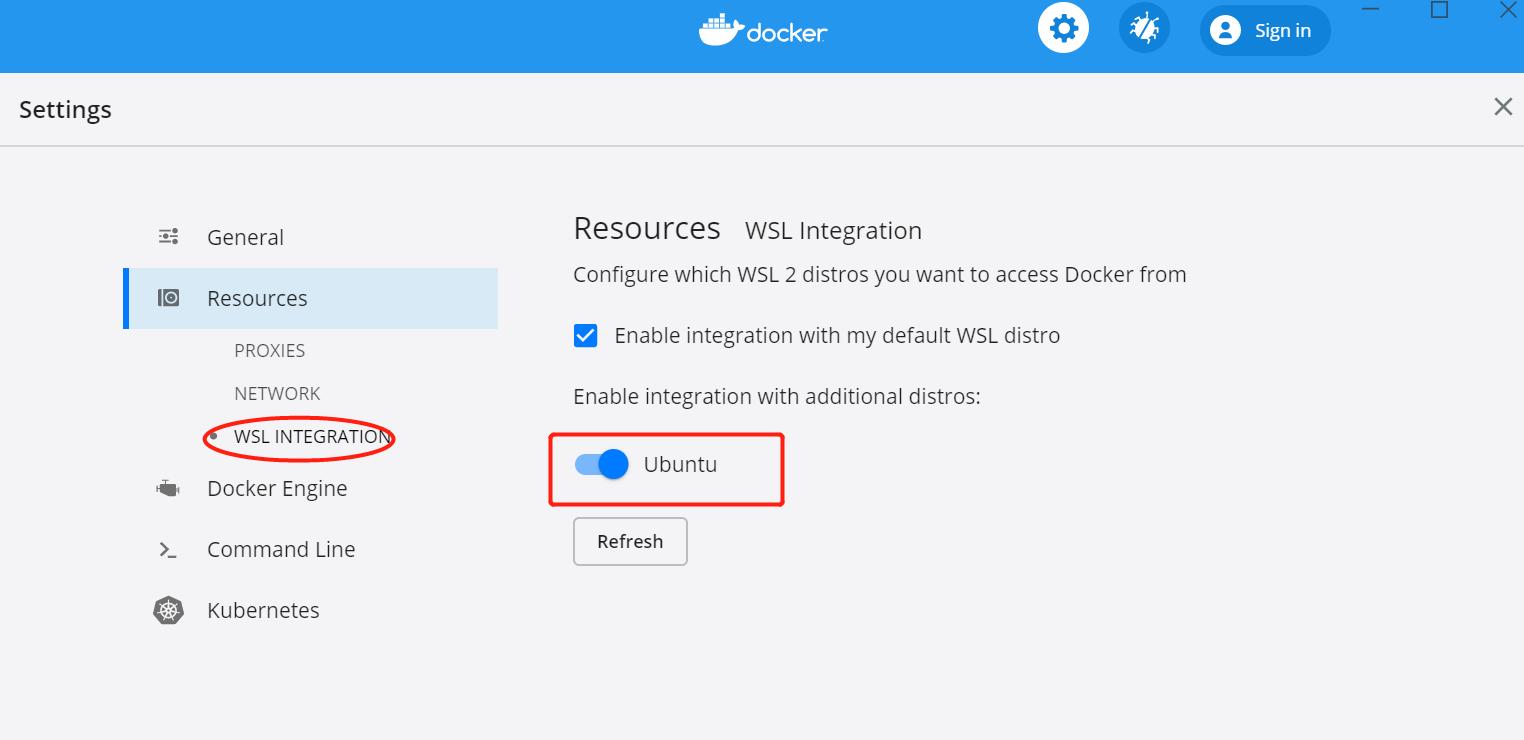 docker
Sign in
Settings
General
Resources
PROXIES
NETWORK
WSL INTEGRATION
Docker Engine
Command Line
Kubernetes
Resources WSL Integration
Configure which WSL 2 distros you want to access Docker from
Enable integration with my default WSL distro
Enable integration with additional distros:
Ubuntu
Refresh